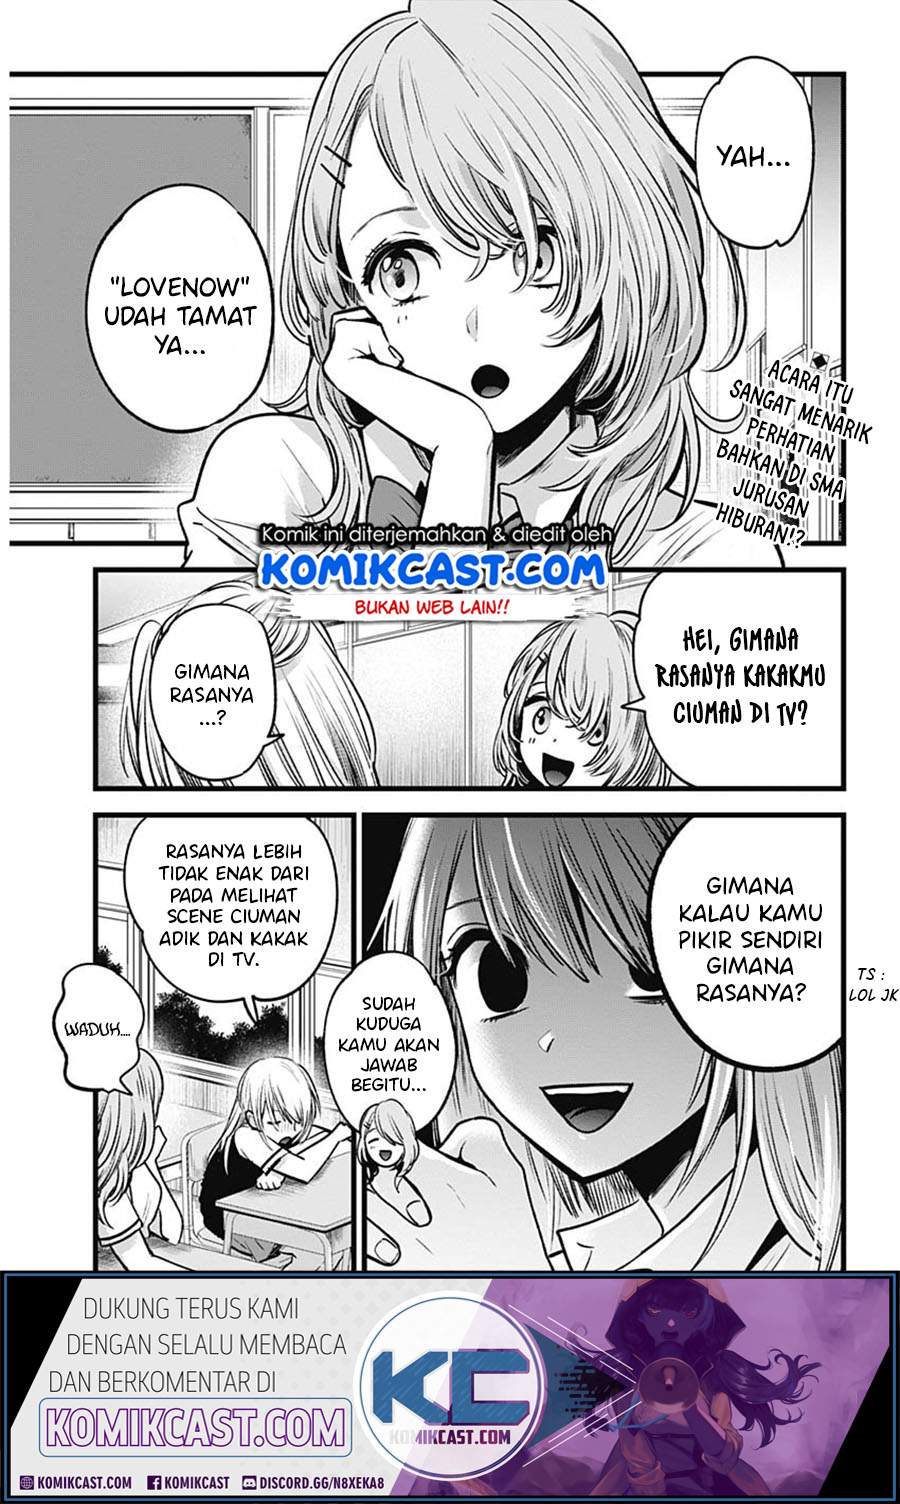 YAH...
"LOVENOW"
UDAH TAMAT
YA...
ACARA ITU
SANGAT MENARIK
PERHATIAN
BAHKAN DI SMA
JURUSAN
HIBURAN!?
Komik ini diterjemahkan & diedit oleh
KOMIKCAST.COM
BUKAN WEB LAIN!!
HEI, GIMANA
RASANYA KAKAKMU
CIUMAN DI TV?
GIMANA
RASANYA
...?
GIMANA
KALAU KAMU
PIKIR SENDIRI
GIMANA
RASANYA?
TS :
LOL JK
SUDAH
KUDUGA
KAMU AKAN
JAWAB
BEGITU...
RASANYA LEBIH
TIDAK ENAK DARI
PADA MELIHAT
SCENE CIUMAN
ADIK DAN KAKAK
DI TV.
WADUH....
DUKUNG TERUS KAMI
DENGAN SELALU MEMBACA
DAN BERKOMENTAR DI
KOMIKCAST.COM
KOMIKCAST.COM
KOMIKCAST
DISCORD.GG/N8XEKA8
KC
KOMIKCAST.COM